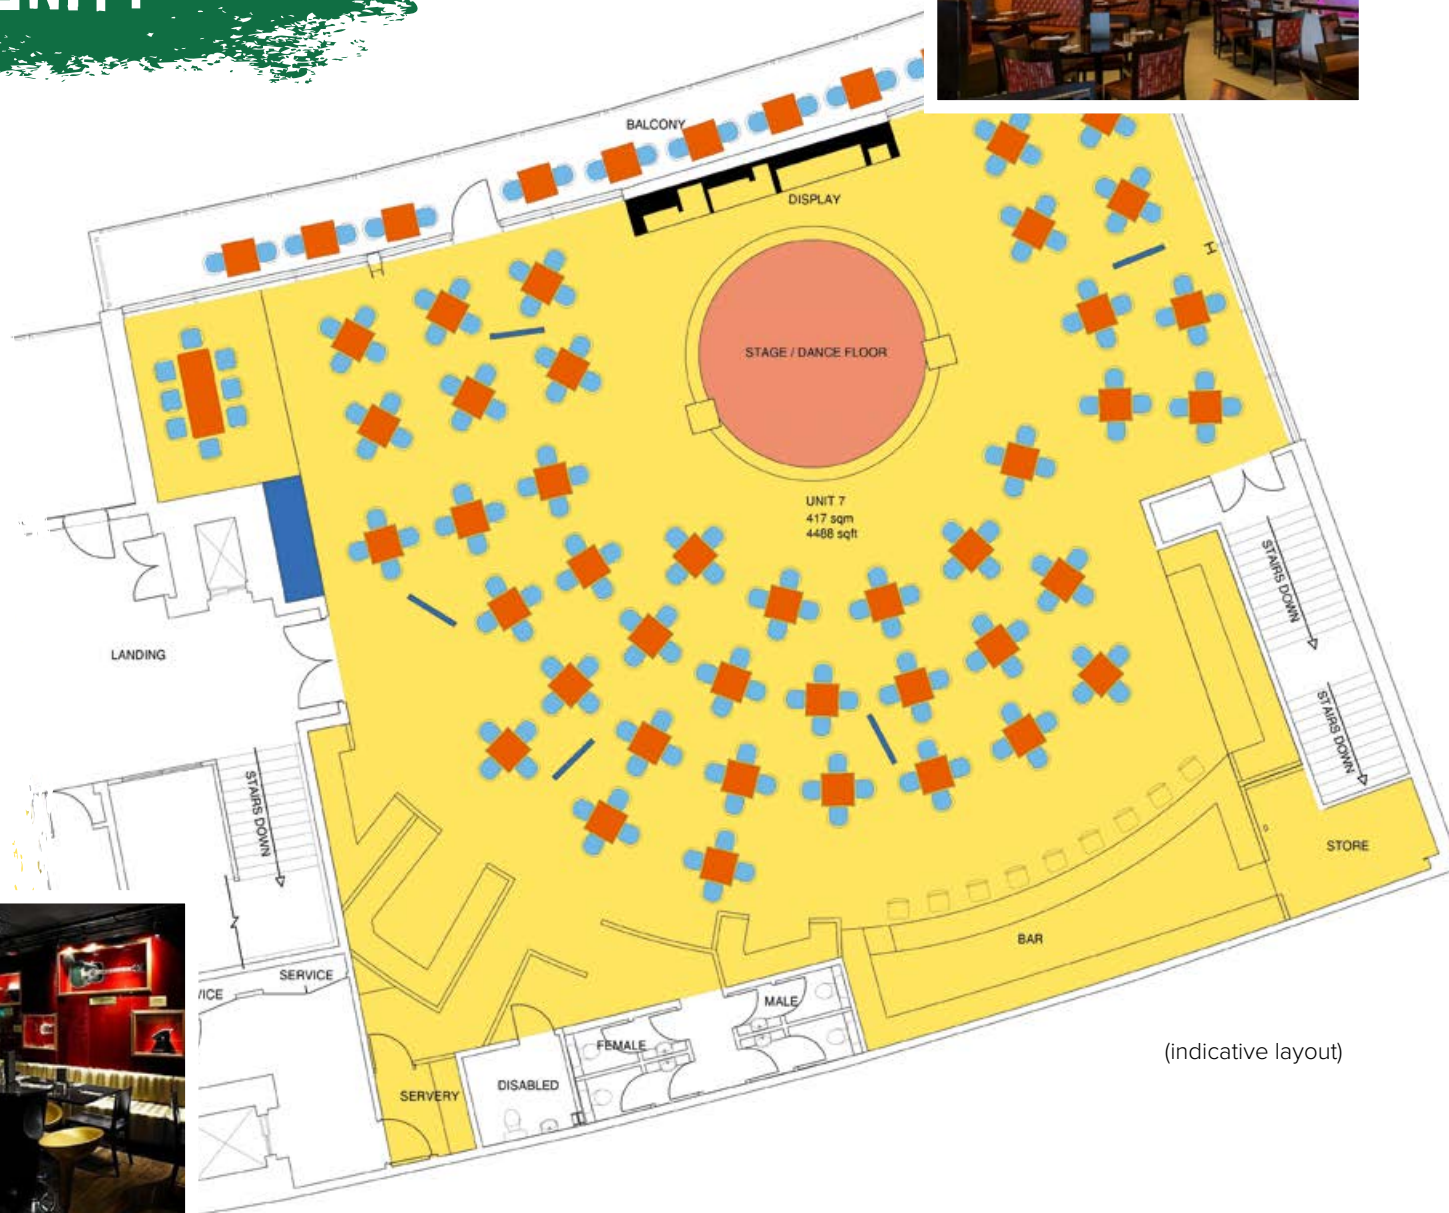 BALCONY
DISPLAY
STAGE / DANCE FLOOR
UNIT 7
417 sqm
4488 sqft
STAIRS DOWN
LANDING
STAIRS DOWN
STAIRS DOWN
STORE
BAR
SERVICE
MALE
(indicative layout)
FEMALE
DISABLED
SERVERY